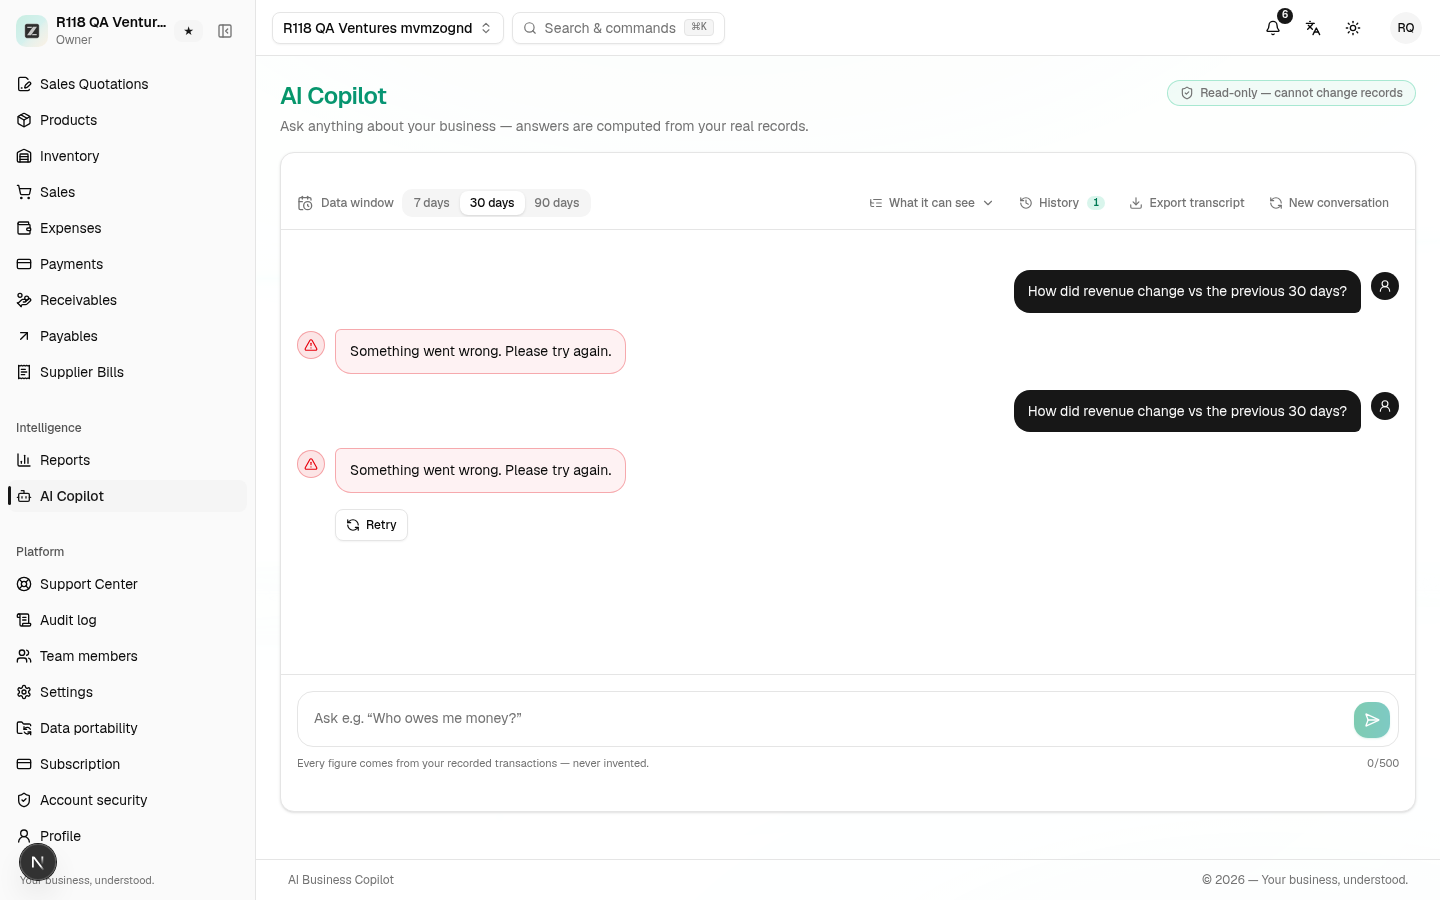 R118 QA Ventur...
Owner
Sales Quotations
Products
Inventory
Sales
Expenses
Payments
Receivables
Payables
Supplier Bills
Intelligence
Reports
AI Copilot
Platform
Support Center
Audit log
Team members
Settings
Data portability
Subscription
Account security
Profile
N
Your business, understood.
R118 QA Ventures mvmzognd
Search & commands ⌘K
6
RQ
AI Copilot
Read-only — cannot change records
Ask anything about your business — answers are computed from your real records.
Data window 7 days 30 days 90 days
What it can see History 1 Export transcript New conversation
How did revenue change vs the previous 30 days?
Something went wrong. Please try again.
How did revenue change vs the previous 30 days?
Something went wrong. Please try again.
Retry
Ask e.g. “Who owes me money?”
Every figure comes from your recorded transactions — never invented.
0/500
AI Business Copilot
© 2026 — Your business, understood.